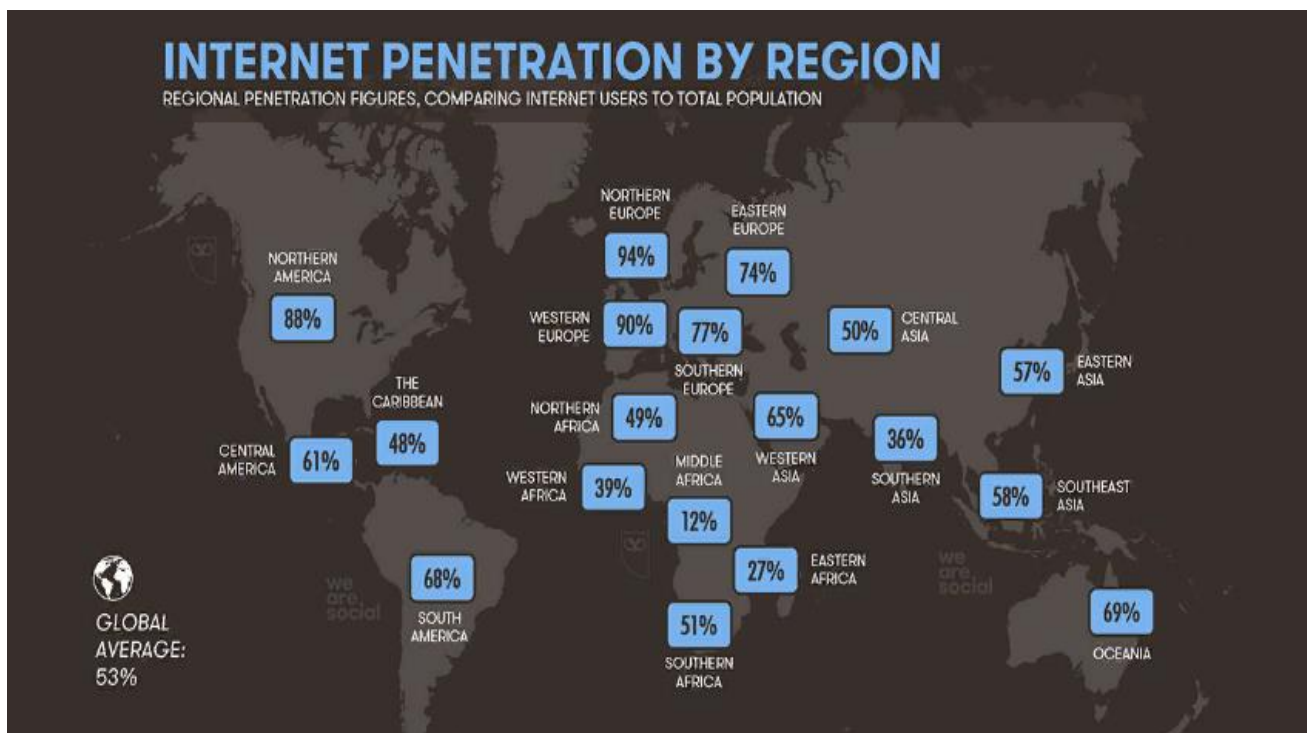 INTERNET PENETRATION BY REGION
REGIONAL PENETRATION FIGURES, COMPARING INTERNET USERS TO TOTAL POPULATION
NORTHERN
AMERICA
88%
CENTRAL
AMERICA
61%
THE
CARIBBEAN
48%
68%
SOUTH
AMERICA
NORTHERN
EUROPE
94%
EASTERN
EUROPE
74%
WESTERN
EUROPE
90%
77%
SOUTHERN
EUROPE
50%
CENTRAL
ASIA
57%
EASTERN
ASIA
NORTHERN
AFRICA
49%
65%
WESTERN
ASIA
36%
SOUTHERN
ASIA
WESTERN
AFRICA
39%
MIDDLE
AFRICA
12%
58%
SOUTHEAST
ASIA
27%
EASTERN
AFRICA
51%
SOUTHERN
AFRICA
69%
OCEANIA
we
are
social
we
are
social
GLOBAL
AVERAGE:
53%